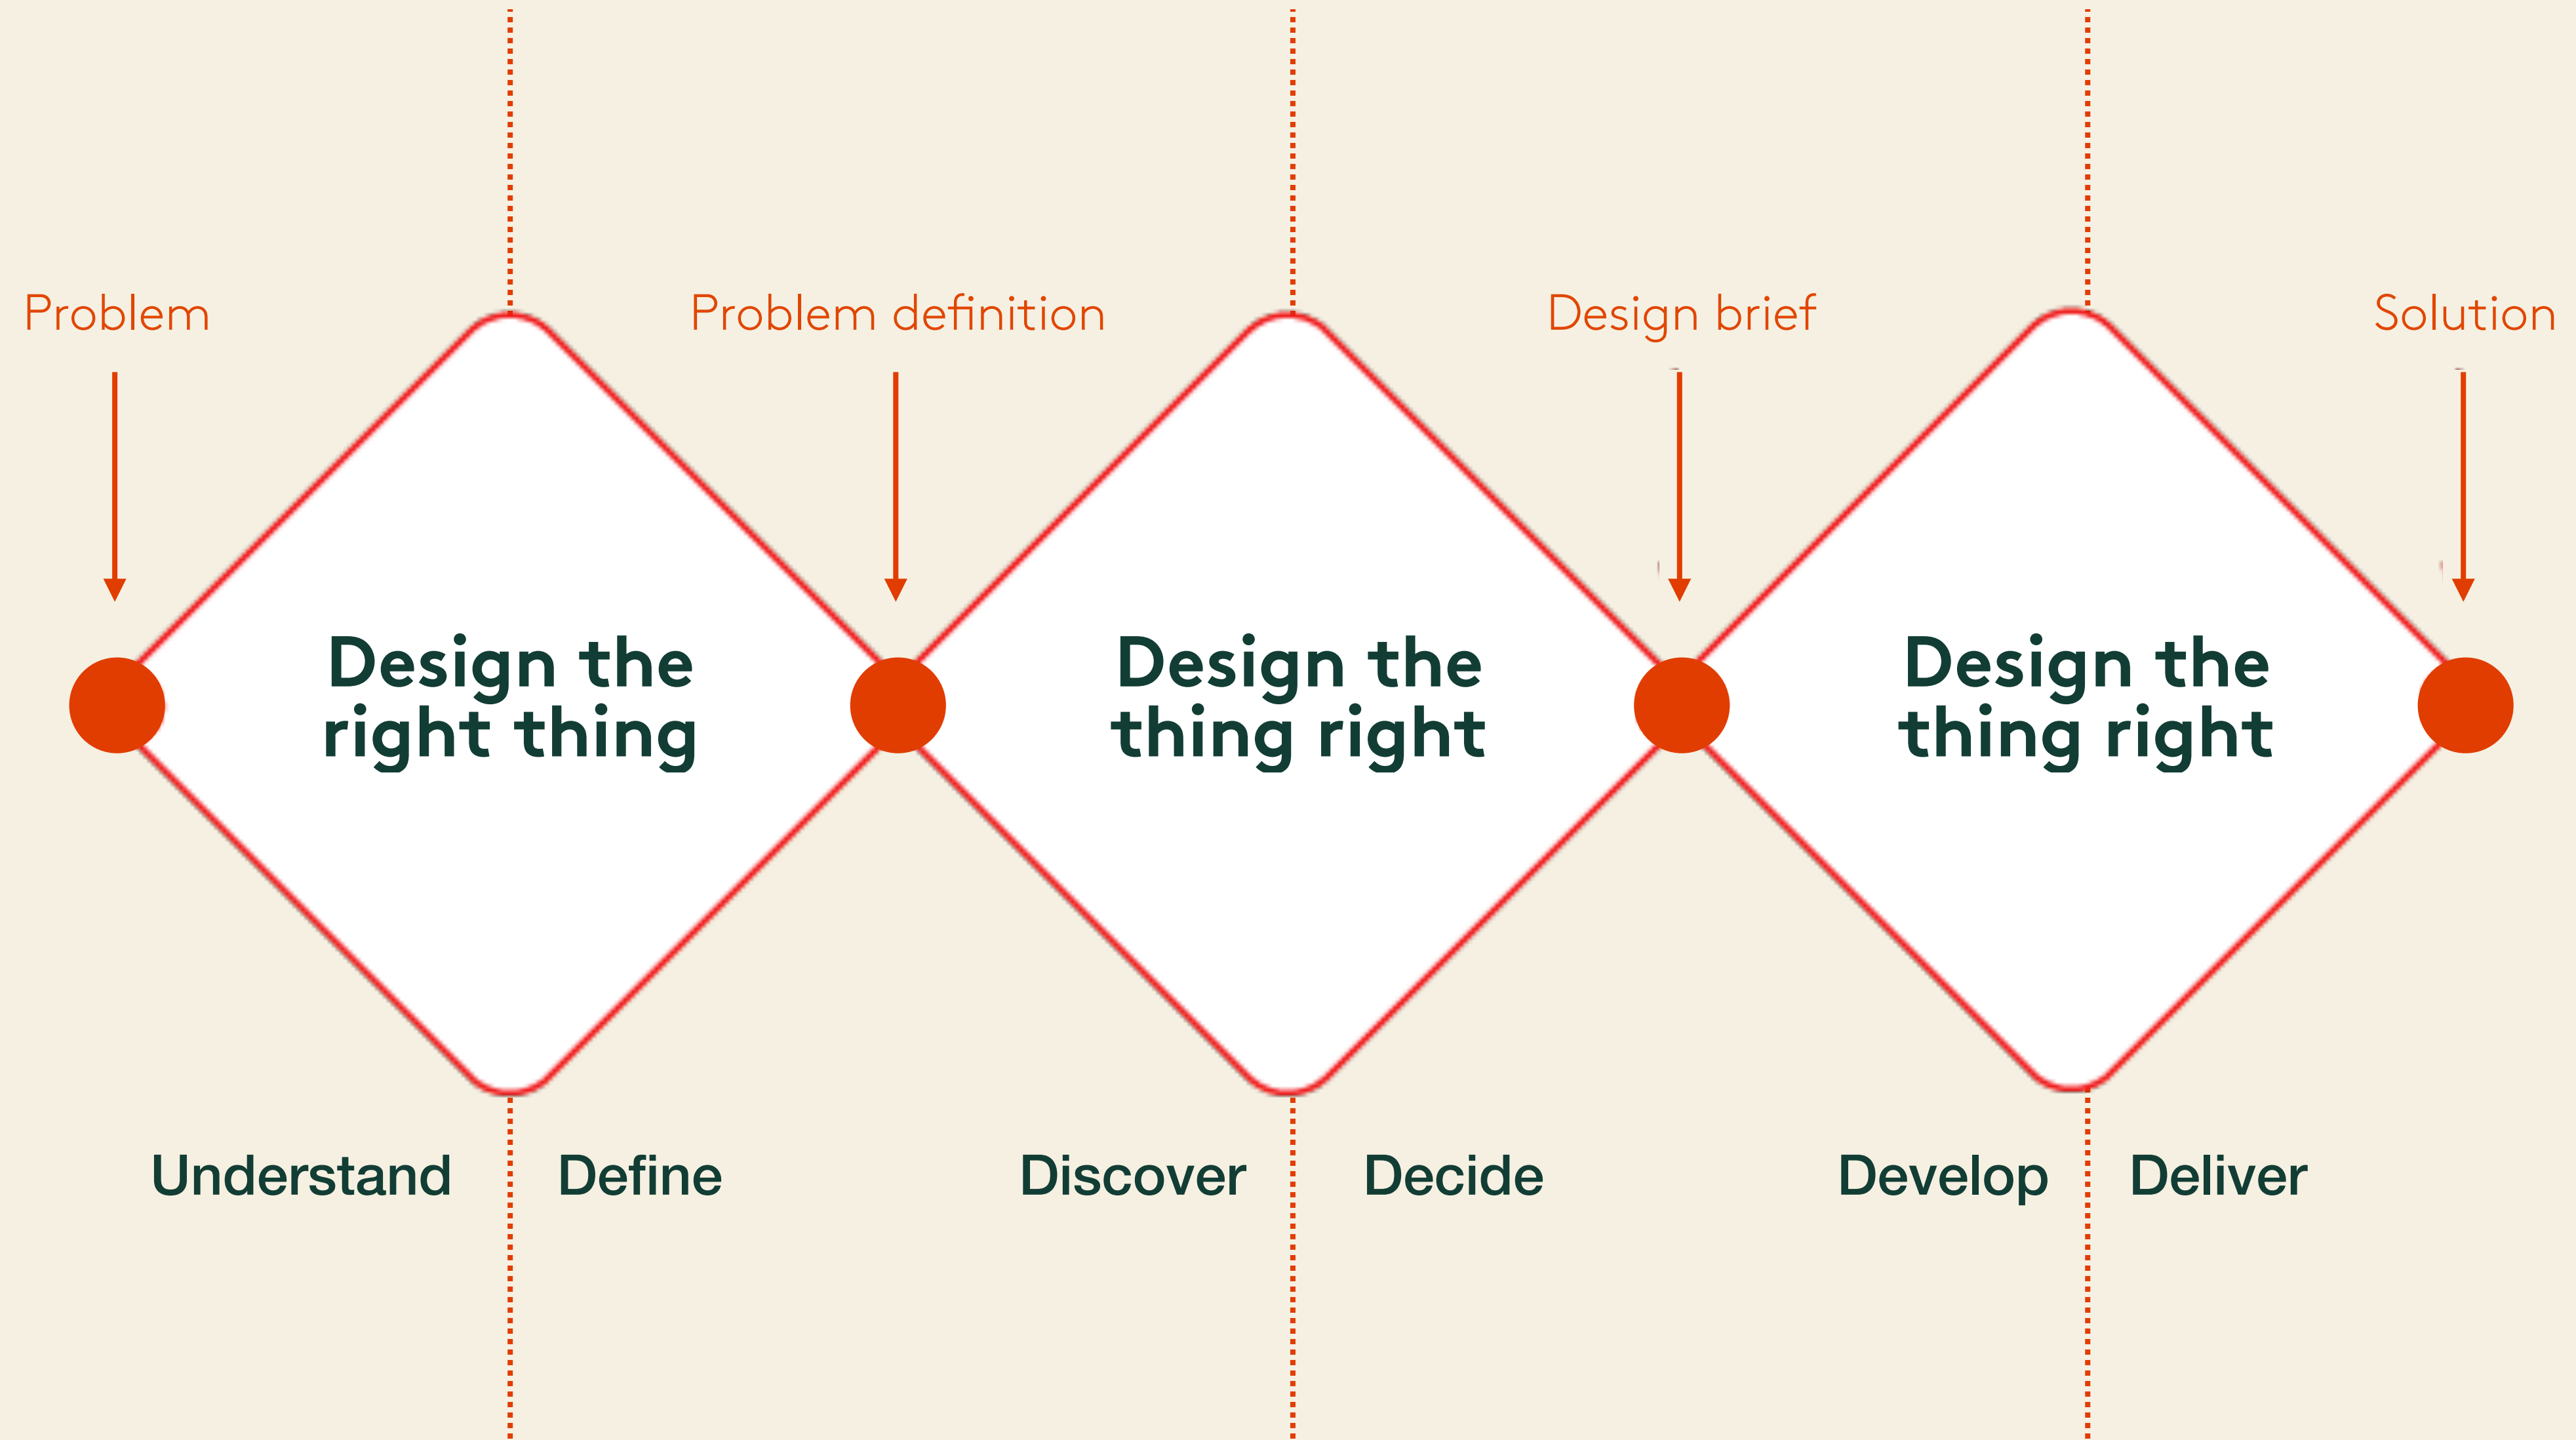 Problem
Problem definition
Design brief
Solution
Design the
right thing
Design the
thing right
Design the
thing right
Understand
Define
Discover
Decide
Develop
Deliver